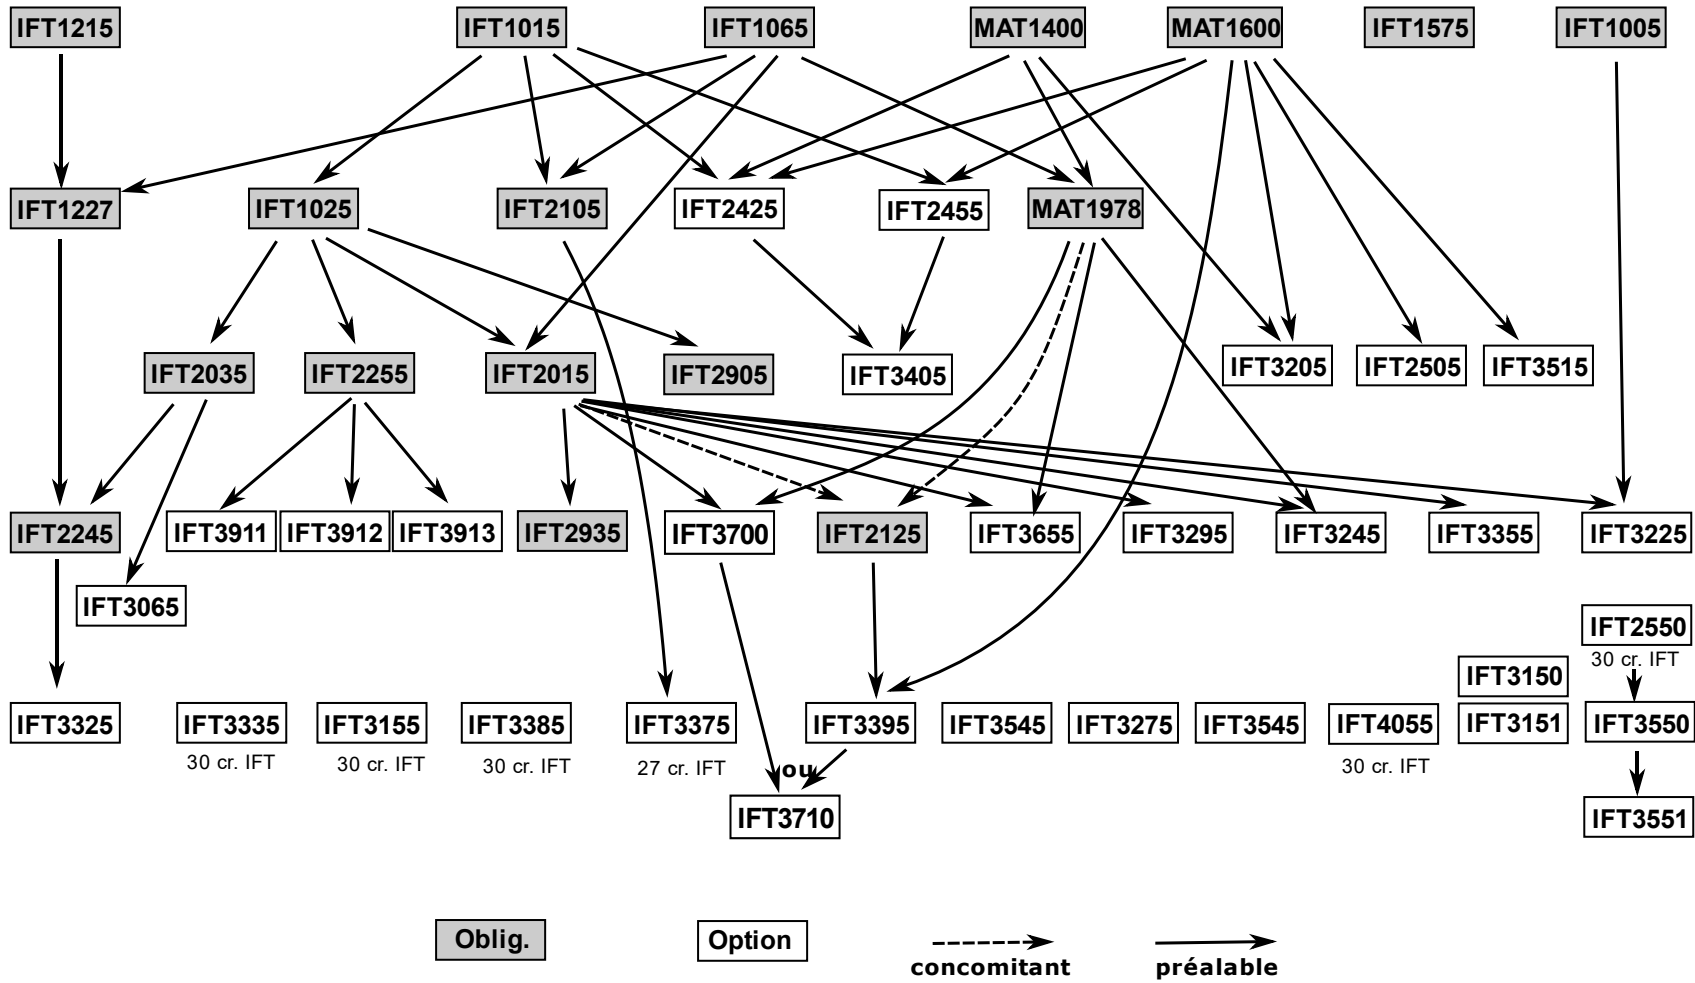 IFT1215
IFT1015
IFT1065
MAT1400
MAT1600
IFT1575
IFT1005
IFT1227
IFT1025
IFT2105
IFT2425
IFT2455
MAT1978
IFT2035
IFT2255
IFT2015
IFT2905
IFT3405
IFT3205
IFT2505
IFT3515
IFT2245
IFT3911
IFT3912
IFT3913
IFT2935
IFT3700
IFT2125
IFT3655
IFT3295
IFT3245
IFT3355
IFT3225
IFT3065
IFT2550
30 cr. IFT
IFT3150
IFT3325
IFT3335
30 cr. IFT
IFT3155
30 cr. IFT
IFT3385
30 cr. IFT
IFT3375
27 cr. IFT
IFT3395
IFT3545
IFT3275
IFT3545
IFT4055
30 cr. IFT
IFT3151
IFT3550
ou
IFT3710
IFT3551
Oblig.
Option
concomitant
préalable